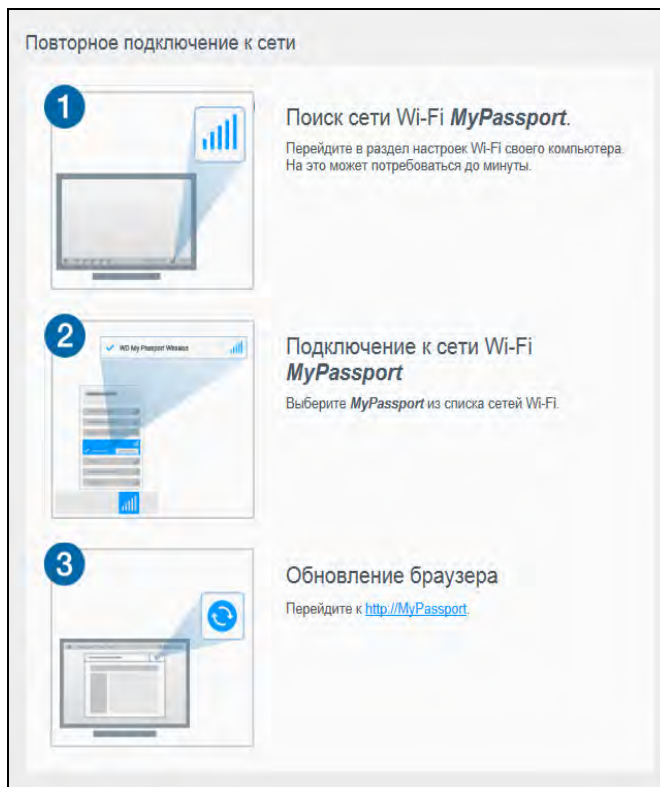 Повторное подключение к сети
1
Поиск сети Wi-Fi MyPassport.
Перейдите в раздел настроек Wi-Fi своего компьютера.
На это может потребоваться до минуты.
2
WD My Passport Wireless
Подключение к сети Wi-Fi
MyPassport
Выберите MyPassport из списка сетей Wi-Fi.
3
Обновление браузера
Перейдите к http://MyPassport.